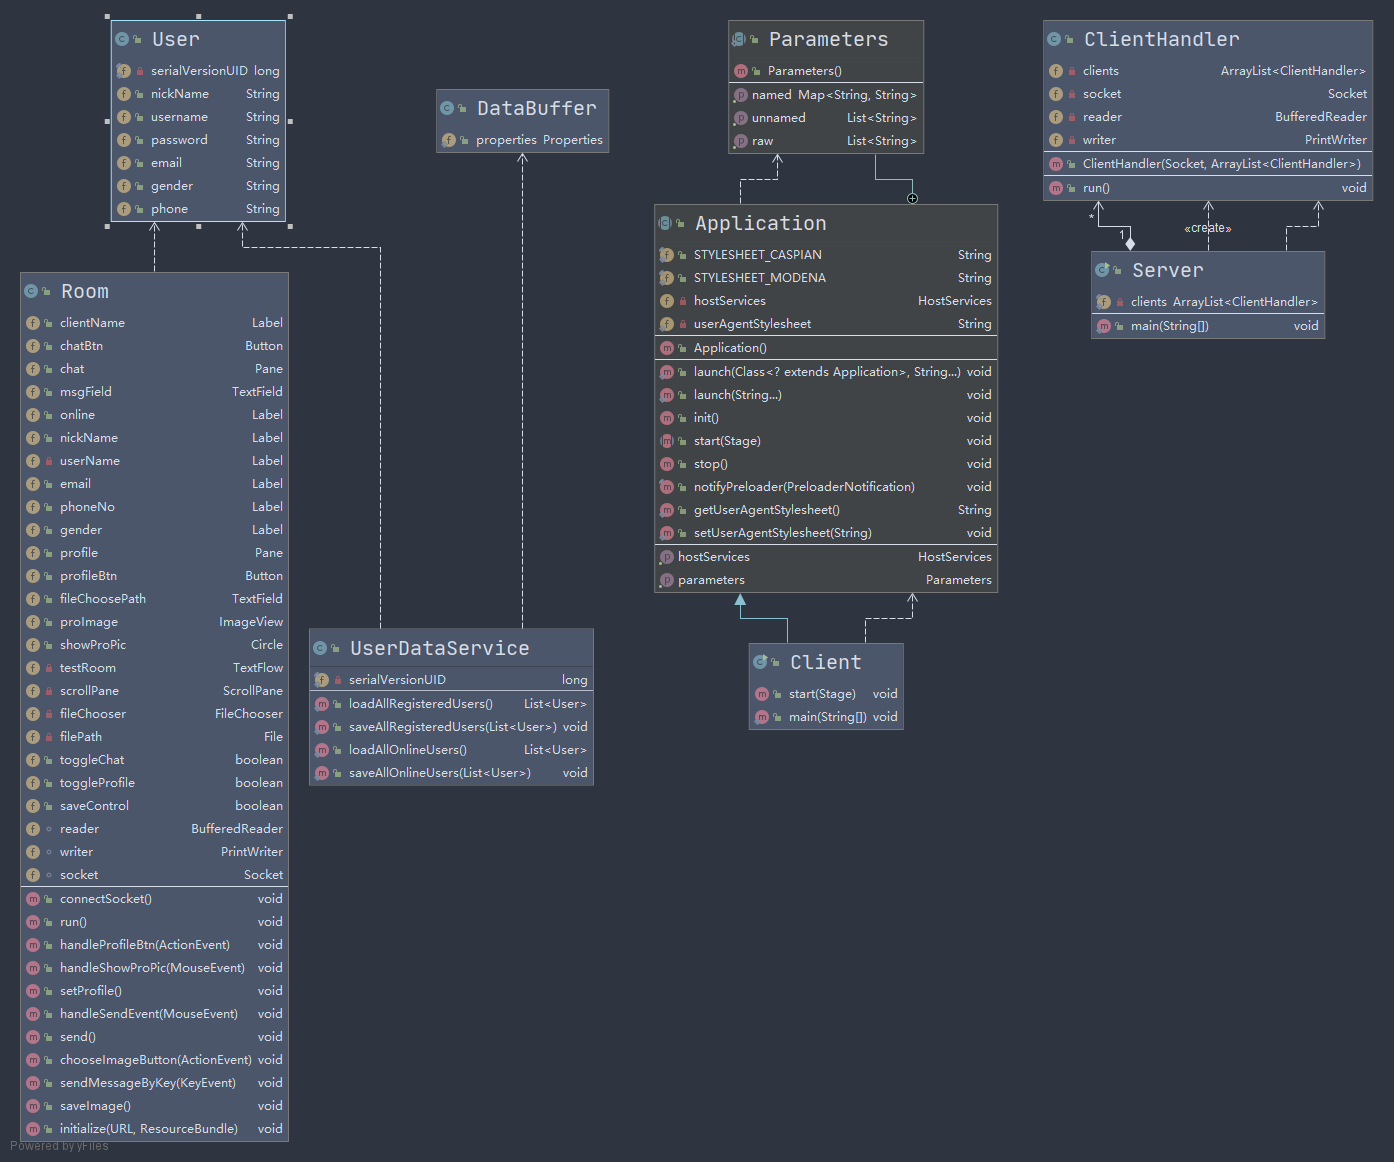 User
serialVersionUID long
nickName String
username String
password String
email String
gender String
phone String
DataBuffer
properties Properties
Parameters
Parameters()
named Map<String, String>
unnamed List<String>
raw List<String>
ClientHandler
clients ArrayList<ClientHandler>
socket Socket
reader BufferedReader
writer PrintWriter
ClientHandler(Socket, ArrayList<ClientHandler>)
run() void
*
1
«create»
Server
clients ArrayList<ClientHandler>
main(String[]) void
Application
STYLESHEET_CASPIAN String
STYLESHEET_MODENA String
hostServices HostServices
userAgentStylesheet String
Application()
launch(Class<? extends Application>, String...) void
launch(String...) void
init() void
start(Stage) void
stop() void
notifyPreloader(PreloaderNotification) void
getUserAgentStylesheet() String
setUserAgentStylesheet(String) void
hostServices HostServices
parameters Parameters
Room
clientName Label
chatBtn Button
chat Pane
msgField TextField
online Label
nickName Label
userName Label
email Label
phoneNo Label
gender Label
profile Pane
profileBtn Button
fileChoosePath TextField
proImage ImageView
showProPic Circle
testRoom TextFlow
scrollPane ScrollPane
fileChooser FileChooser
filePath File
toggleChat boolean
toggleProfile boolean
saveControl boolean
reader BufferedReader
writer PrintWriter
socket Socket
connectSocket() void
run() void
handleProfileBtn(ActionEvent) void
handleShowProPic(MouseEvent) void
setProfile() void
handleSendEvent(MouseEvent) void
send() void
chooseImageButton(ActionEvent) void
sendMessageByKey(KeyEvent) void
saveImage() void
initialize(URL, ResourceBundle) void
UserDataService
serialVersionUID long
loadAllRegisteredUsers() List<User>
saveAllRegisteredUsers(List<User>) void
loadAllOnlineUsers() List<User>
saveAllOnlineUsers(List<User>) void
Client
start(Stage) void
main(String[]) void
Powered by yFiles